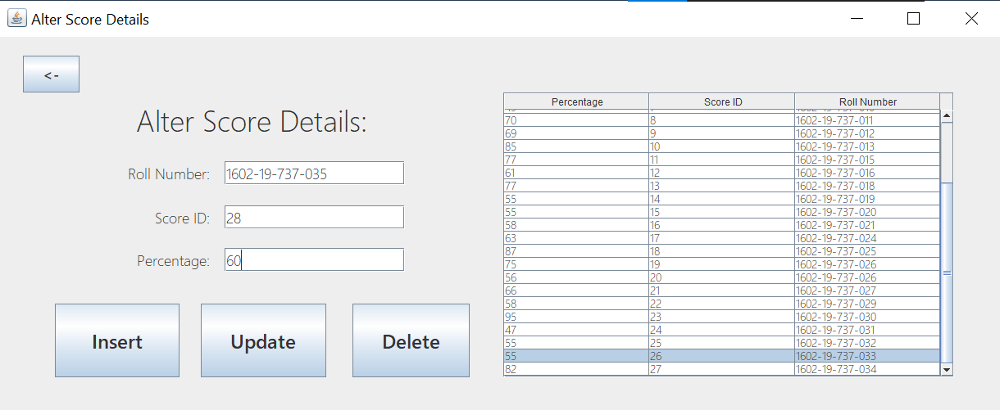 Alter Score Details
<-
Alter Score Details:
Roll Number: 1602-19-737-035
Score ID: 28
Percentage: 60
Insert Update Delete
Percentage Score ID Roll Number
70 8 1602-19-737-011
69 9 1602-19-737-012
85 10 1602-19-737-013
77 11 1602-19-737-015
61 12 1602-19-737-016
77 13 1602-19-737-018
55 14 1602-19-737-019
55 15 1602-19-737-020
58 16 1602-19-737-021
63 17 1602-19-737-024
87 18 1602-19-737-025
75 19 1602-19-737-026
56 20 1602-19-737-026
66 21 1602-19-737-027
58 22 1602-19-737-029
95 23 1602-19-737-030
47 24 1602-19-737-031
55 25 1602-19-737-032
55 26 1602-19-737-033
82 27 1602-19-737-034